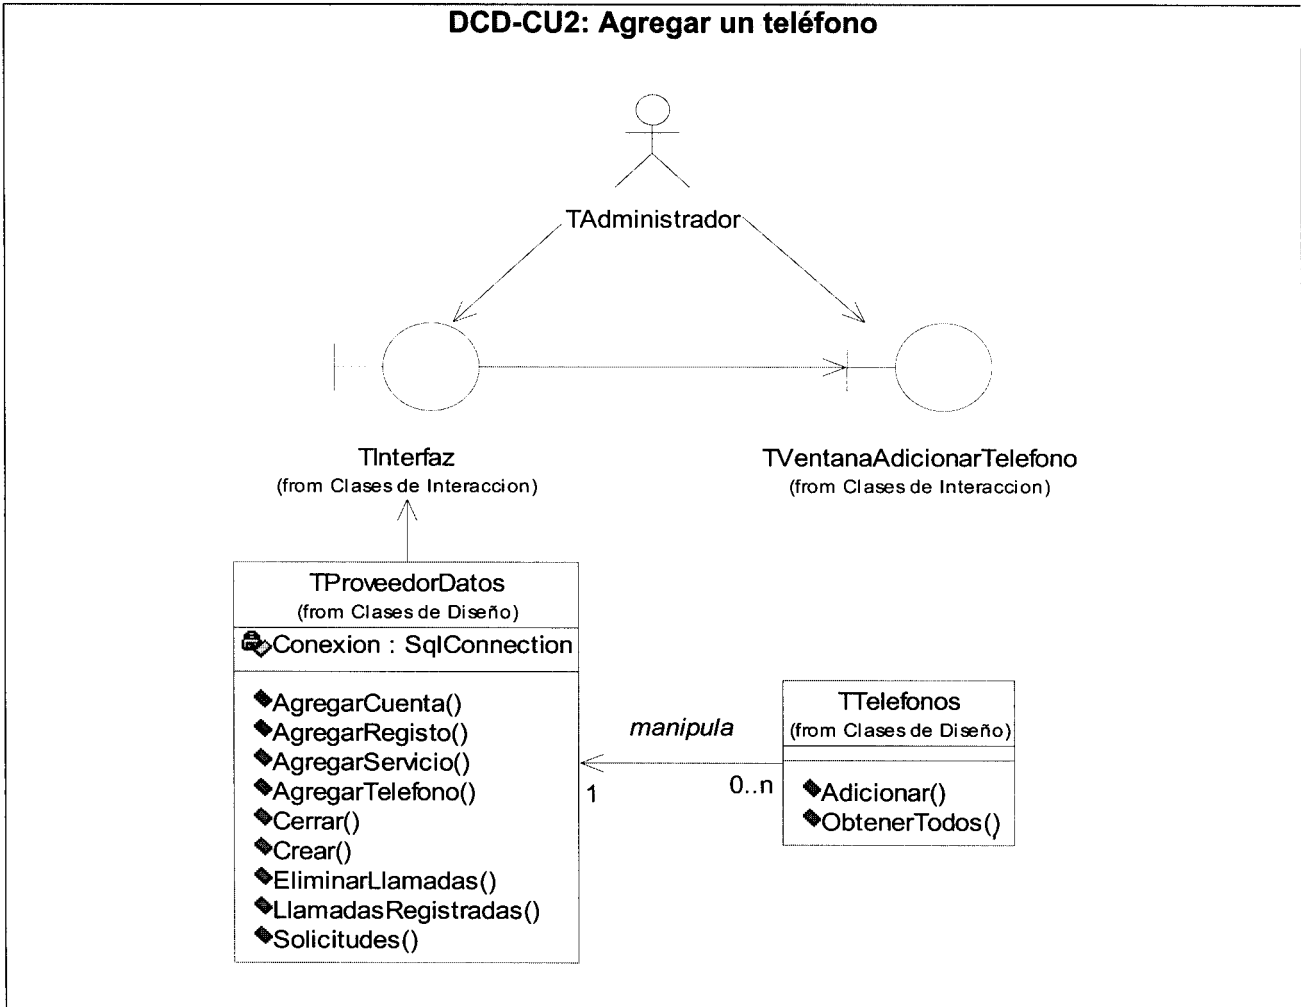 DCD-CU2: Agregar un teléfono
TAdministrador
TInterfaz
(from Clases de Interaccion)
TVentanaAdicionarTelefono
(from Clases de Interaccion)
TProveedorDatos
(from Clases de Diseño)
Conexion : SqlConnection
AgregarCuenta()
AgregarRegisto()
AgregarServicio()
AgregarTelefono()
Cerrar()
Crear()
EliminarLlamadas()
LlamadasRegistradas()
Solicitudes()
manipula
1
0..n
TTelefonos
(from Clases de Diseño)
Adicionar()
ObtenerTodos()